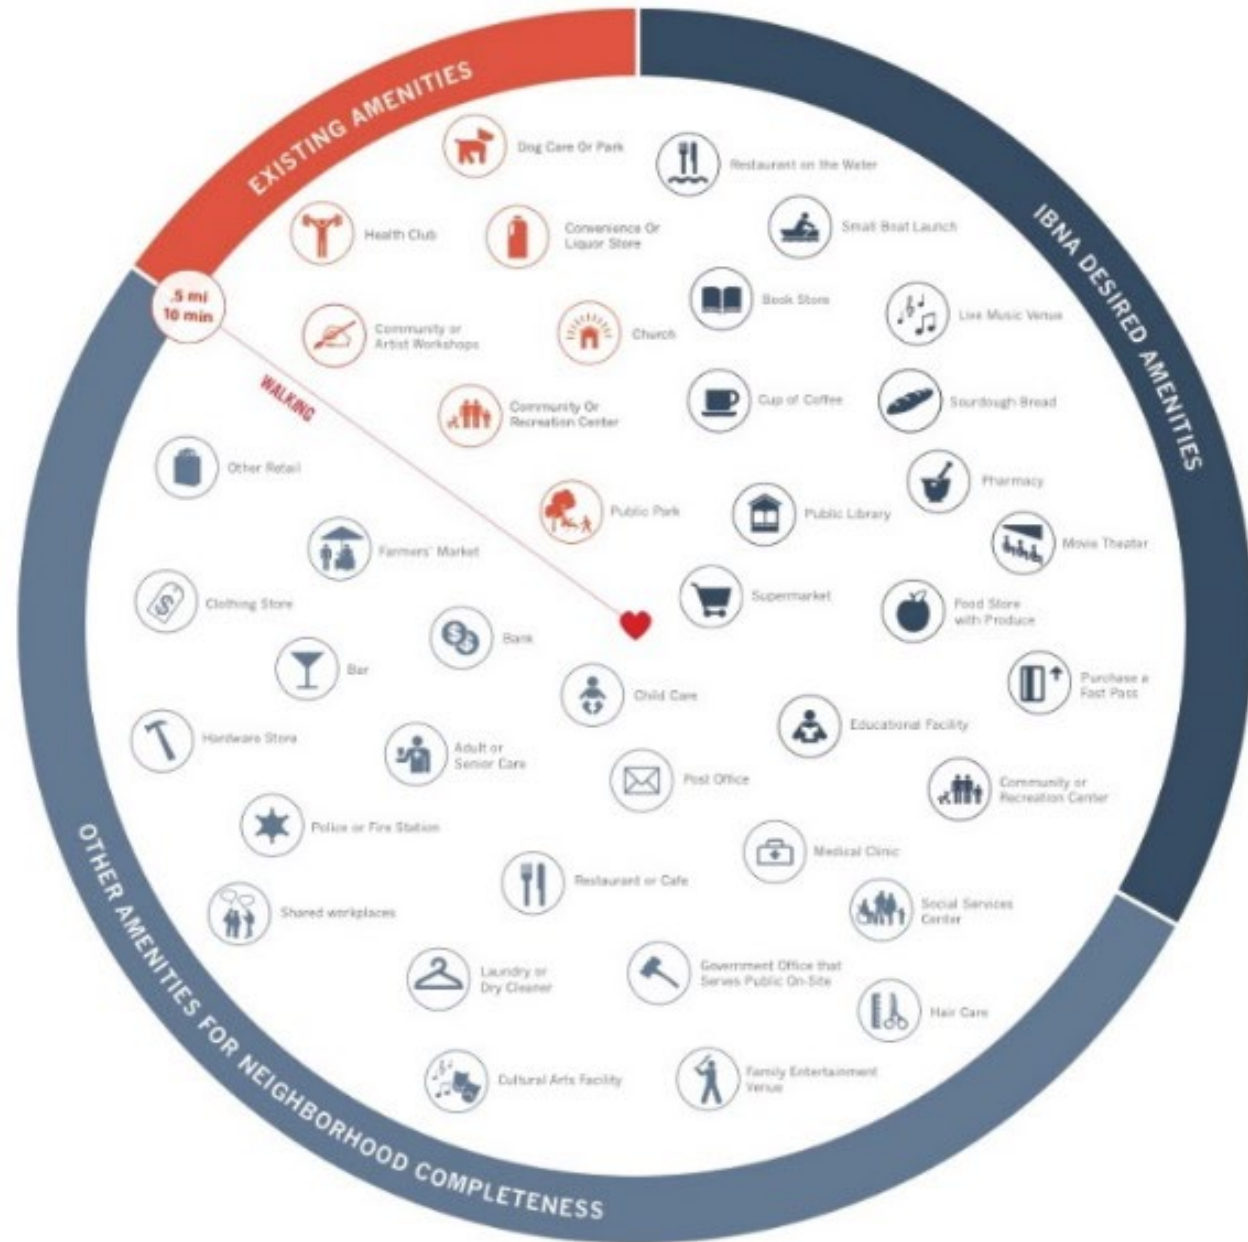 EXISTING AMENITIES
Dog Care Or Park
Health Club
Convenience Or
Liquor Store
Community or
Artist Workshops
Church
Community Or
Recreation Center
Public Park
.5 mi
10 min
WALKING
IBNA DESIRED AMENITIES
Restaurant on the Water
Small Boat Launch
Book Store
Live Music Venue
Cup of Coffee
Sourdough Bread
Pharmacy
Public Library
Movie Theater
Supermarket
Food Store
with Produce
Purchase a
Fast Pass
Educational Facility
Community or
Recreation Center
OTHER AMENITIES FOR NEIGHBORHOOD COMPLETENESS
Other Retail
Farmers' Market
Clothing Store
Bank
Bar
Child Care
Hardware Store
Adult or
Senior Care
Post Office
Police or Fire Station
Medical Clinic
Restaurant or Cafe
Social Services
Center
Shared workplaces
Laundry or
Dry Cleaner
Government Office that
Serves Public On-Site
Hair Care
Cultural Arts Facility
Family Entertainment
Venue